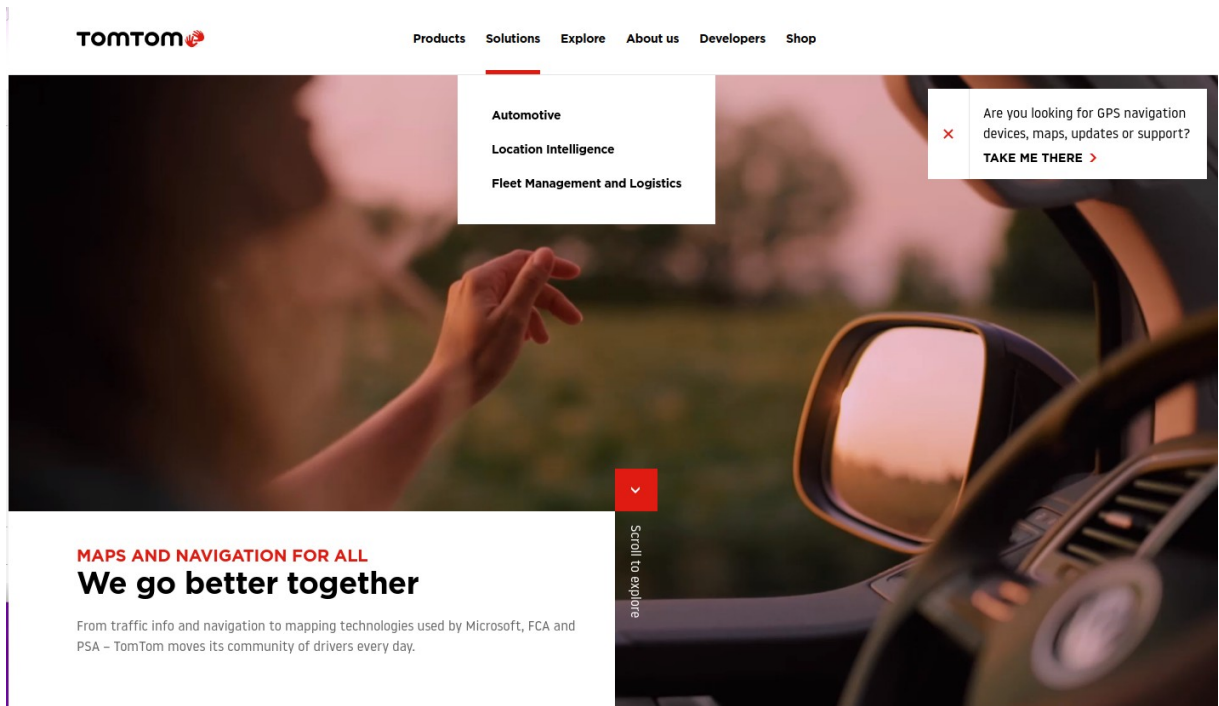 TOMTOM
Products Solutions Explore About us Developers Shop
Automotive
Location Intelligence
Fleet Management and Logistics
Are you looking for GPS navigation
devices, maps, updates or support?
TAKE ME THERE
Scroll to explore
MAPS AND NAVIGATION FOR ALL
We go better together
From traffic info and navigation to mapping technologies used by Microsoft, FCA and
PSA – TomTom moves its community of drivers every day.